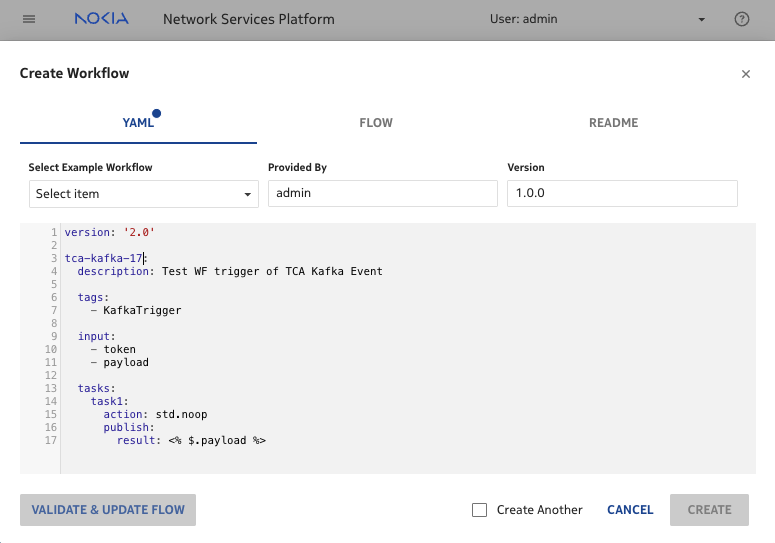 NOKIA Network Services Platform User: admin ?
Create Workflow ×
YAML FLOW README
Select Example Workflow Provided By Version
Select item admin 1.0.0
1 version: '2.0'
2
3 tca-kafka-17:
4   description: Test WF trigger of TCA Kafka Event
5
6   tags:
7     - KafkaTrigger
8
9   input:
10     - token
11     - payload
12
13   tasks:
14     task1:
15       action: std.noop
16       publish:
17         result: <% $.payload %>
VALIDATE & UPDATE FLOW Create Another CANCEL CREATE